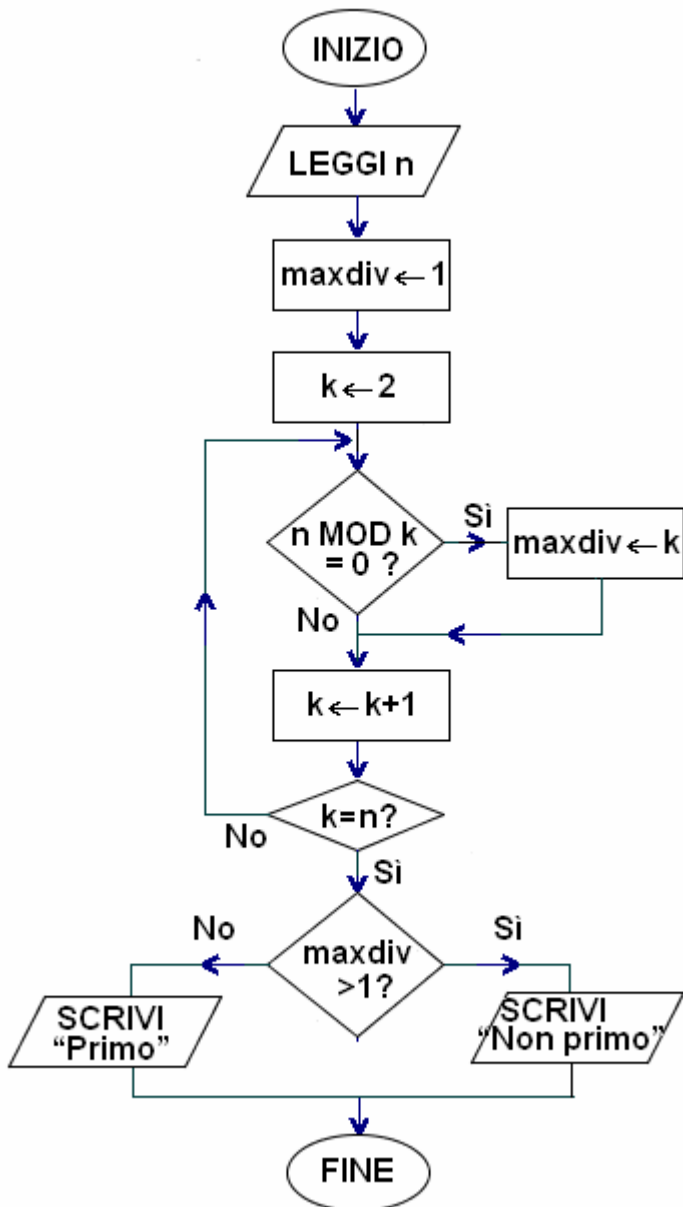 INIZIO
LEGGI n
maxdiv ← 1
k ← 2
n MOD k
= 0 ?
Sì
maxdiv ← k
No
k ← k+1
k=n?
No
Sì
maxdiv
>1?
No
Sì
SCRIVI
“Primo”
SCRIVI
“Non primo”
FINE